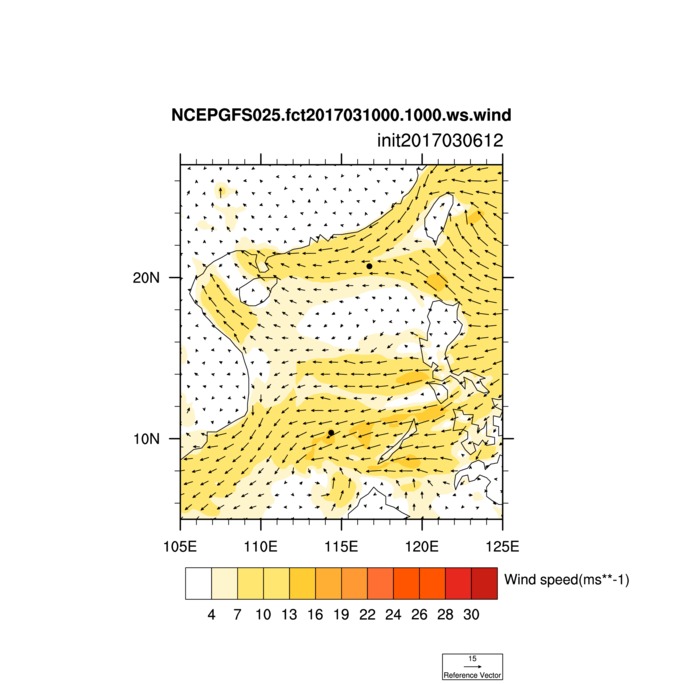 NCEPGFS025.fct2017031000.1000.ws.wind
init2017030612
20N
10N
105E 110E 115E 120E 125E
Wind speed(ms**-1)
4 7 10 13 16 19 22 24 26 28 30
15
Reference Vector